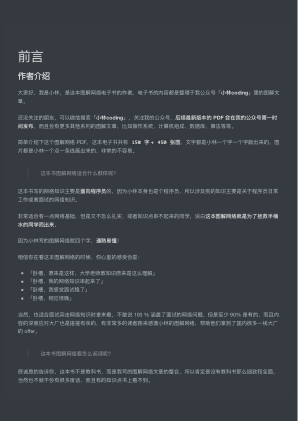 前言
作者介绍
大家好，我是小林，是这本图解网络电子书的作者，电子书的内容都是整理于我公众号「小林coding」里的图解文
章。
还没关注的朋友，可以微信搜索「小林coding」，关注我的公众号，后续最新版本的 PDF 会在我的公众号第一时
间发布，而且会有更多其他系列的图解文章，比如操作系统、计算机组成、数据库、算法等等。
简单介绍下这个图解网络 PDF，这本电子书共有 15W 字 + 450 张图，文字都是小林一个字一个字敲出来的，图
片都是小林一个点一条线画出来的，非常的不容易。
这本书图解网络适合什么群体呢？
这本书写的网络知识主要是面向程序员的，因为小林本身也是个程序员，所以涉及到的知识主要是关于程序员日常
工作或者面试的网络知识。
非常适合有一点网络基础，但是又不怎么扎实，或者知识点串不起来的同学，说白这本图解网络就是为了拯救半桶
水的同学而出来。
因为小林写的图解网络就四个字，通俗易懂！
相信你在看这本图解网络的时候，你心里的感受会是：
「卧槽，原来是这样，大学老师教知识原来是这么理解」
「卧槽，我的网络知识串起来了」
「卧槽，我感觉面试稳了」
「卧槽，相见恨晚」
当然，也适合面试突击网络知识时拿来看，不敢说 100 % 涵盖了面试的网络问题，但是至少 90% 是有的，而且内
容的深度应对大厂也是绰绰有余的，有非常多的读者跑来感激小林的图解网络，帮助他们拿到了国内很多一线大厂
的 offer。
这本书图解网络要怎么阅读呢？
很诚恳的告诉你，这本书不是教科书，而是我写的图解网络文章的整合，所以肯定是没有教科书那么细致和全面，
当然也不就不会有很多废话，而且有的知识点书上看不到。